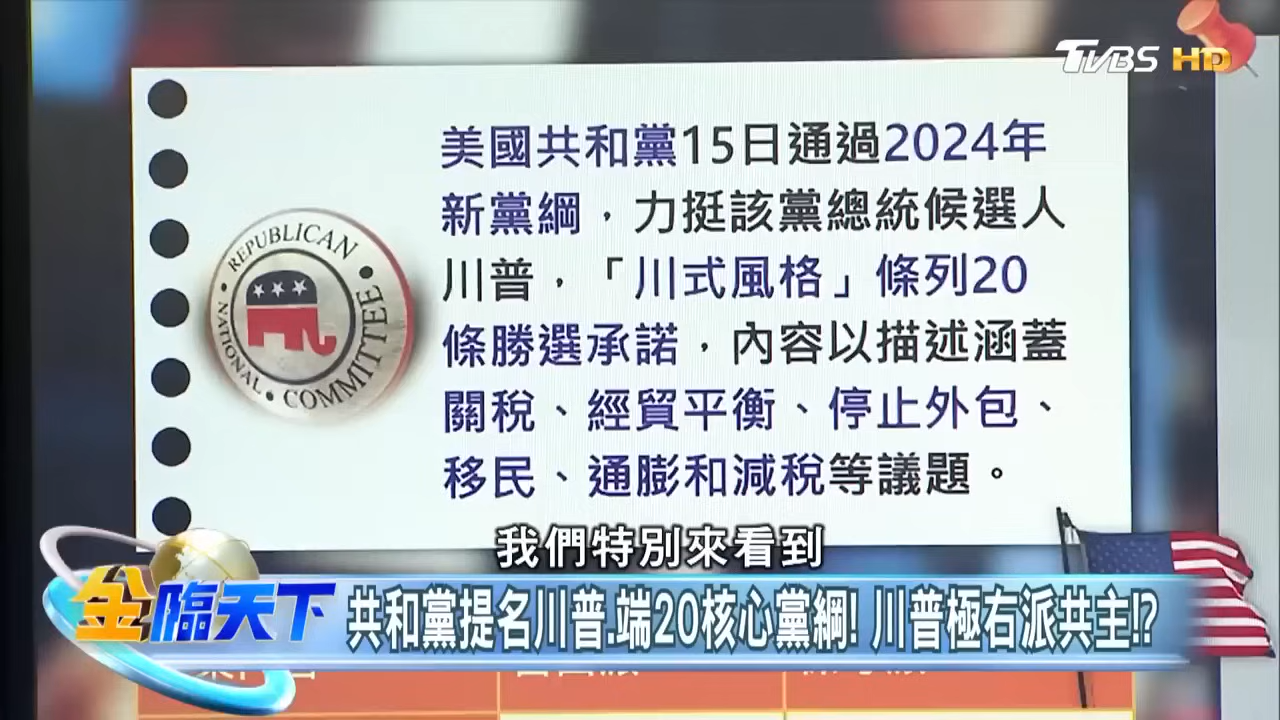 TVBS HD
美國共和黨15日通過2024年
新黨綱，力挺該黨總統候選人
川普，「川式風格」條列20
條勝選承諾，內容以描述涵蓋
關稅、經貿平衡、停止外包、
移民、通膨和減稅等議題。
REPUBLICAN
NATIONAL COMMITTEE
我們特別來看到
金臨天下
共和黨提名川普.端20核心黨綱! 川普極右派共主!?